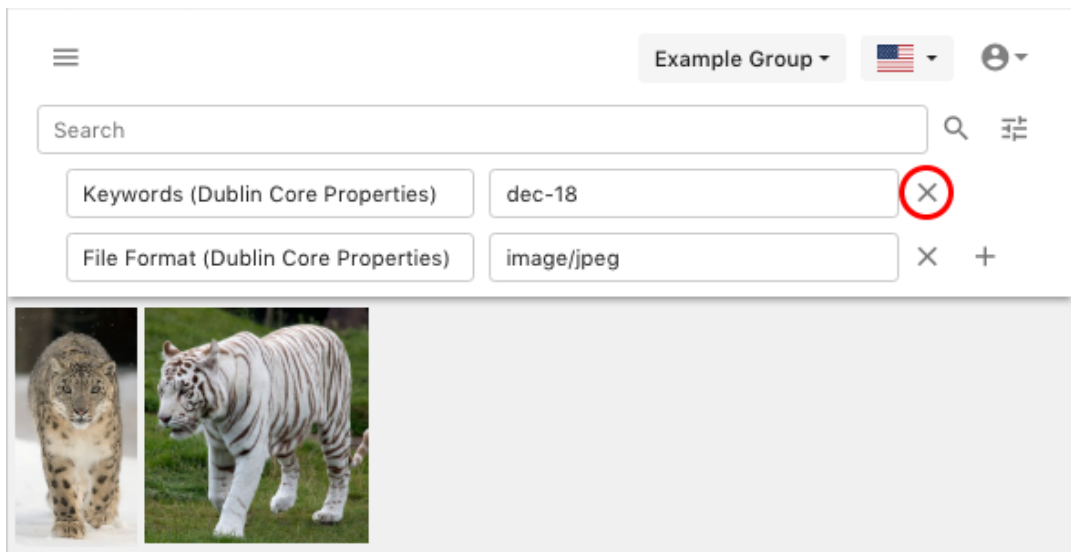 Example Group
Search
Keywords (Dublin Core Properties) dec-18
File Format (Dublin Core Properties) image/jpeg